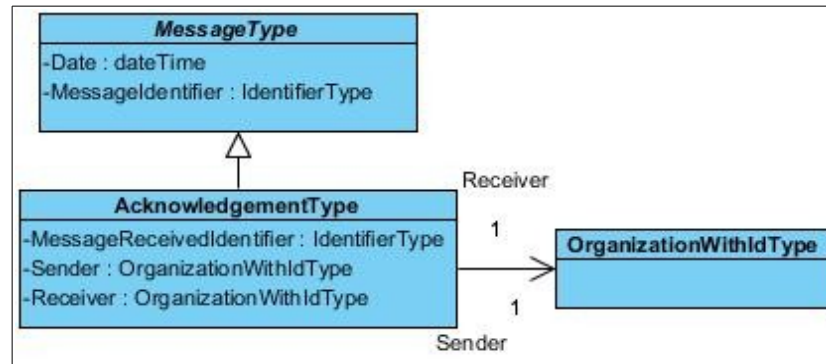 MessageType
-Date : dateTime
-MessageIdentifier : IdentifierType
AcknowledgementType
-MessageReceivedIdentifier : IdentifierType
-Sender : OrganizationWithIdType
-Receiver : OrganizationWithIdType
Receiver
1
1
Sender
OrganizationWithIdType